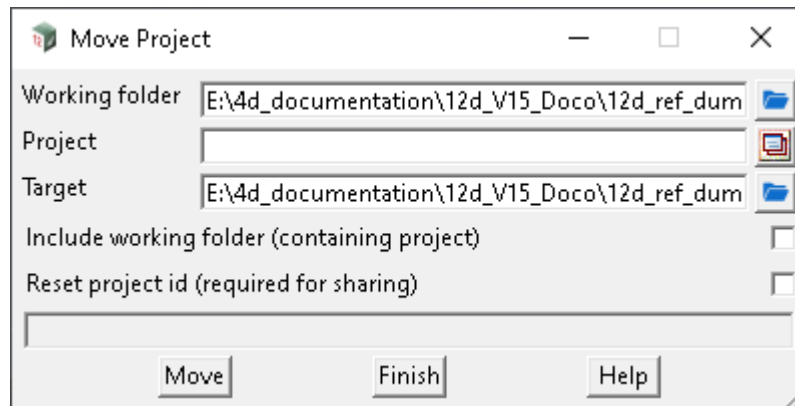 Move Project
Working folder E:\4d_documentation\12d_V15_Doco\12d_ref_dum
Project
Target E:\4d_documentation\12d_V15_Doco\12d_ref_dum
Include working folder (containing project)
Reset project id (required for sharing)
Move Finish Help